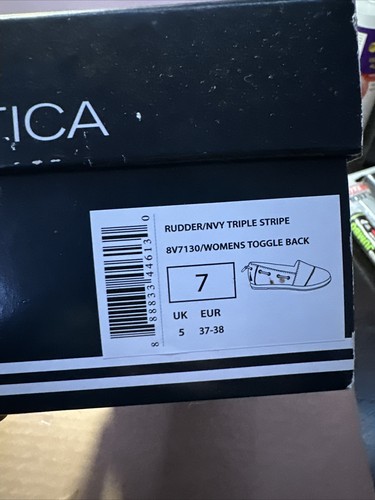 TICA
RUDDER/NVY TRIPLE STRIPE
8V7130/WOMENS TOGGLE BACK
7
UK EUR
5 37-38
8 88833 44613 0